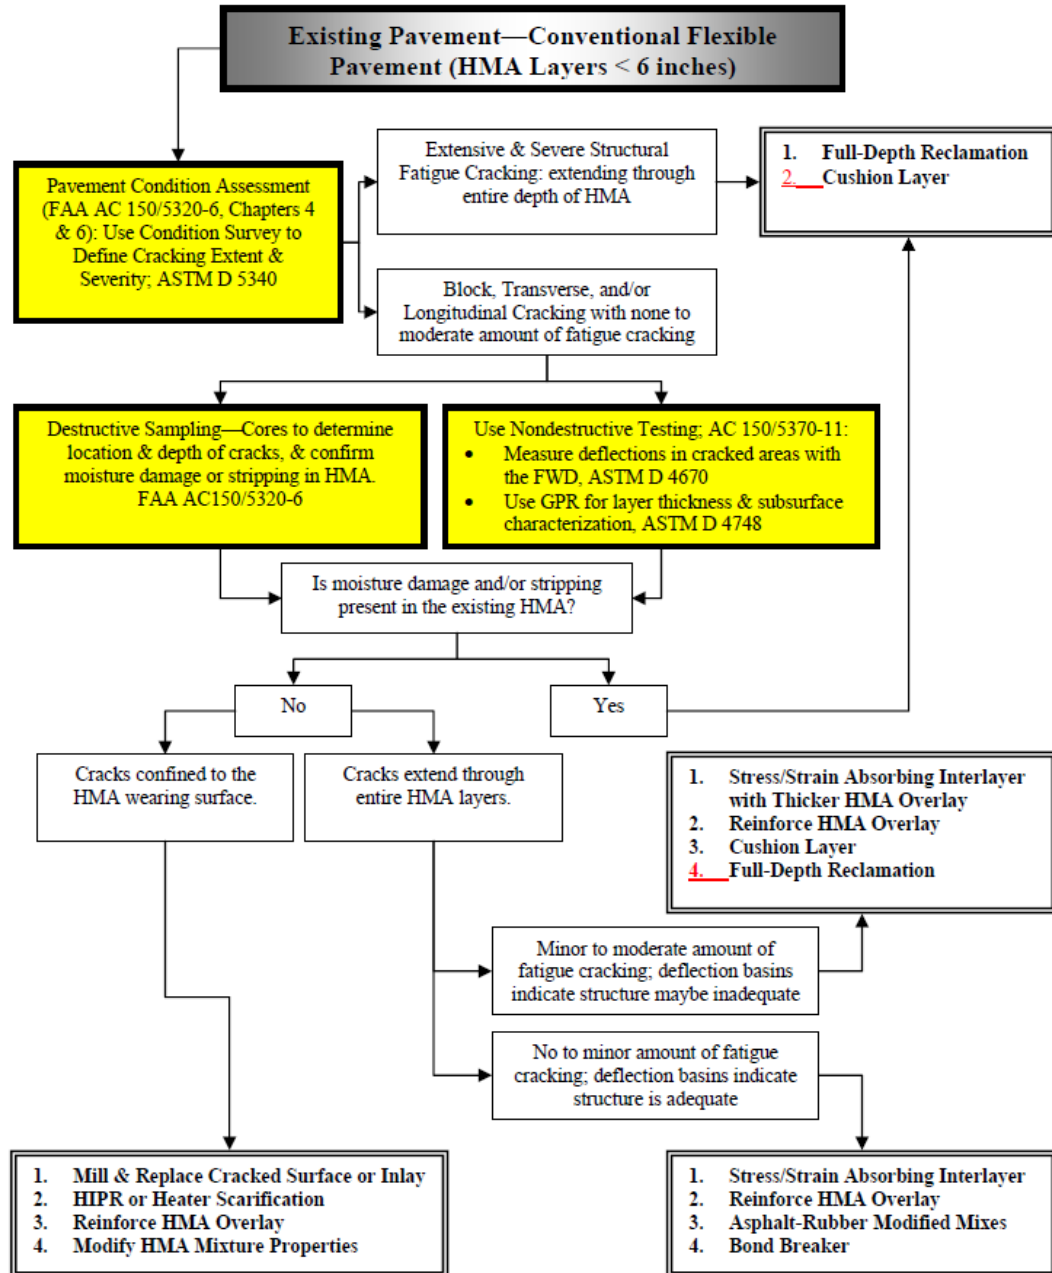 Existing Pavement—Conventional Flexible
Pavement (HMA Layers < 6 inches)
Pavement Condition Assessment
(FAA AC 150/5320-6, Chapters 4
& 6): Use Condition Survey to
Define Cracking Extent &
Severity; ASTM D 5340
Extensive & Severe Structural
Fatigue Cracking: extending through
entire depth of HMA
1. Full-Depth Reclamation
2. Cushion Layer
Block, Transverse, and/or
Longitudinal Cracking with none to
moderate amount of fatigue cracking
Destructive Sampling—Cores to determine
location & depth of cracks, & confirm
moisture damage or stripping in HMA.
FAA AC150/5320-6
Use Nondestructive Testing; AC 150/5370-11:
• Measure deflections in cracked areas with
the FWD, ASTM D 4670
• Use GPR for layer thickness & subsurface
characterization, ASTM D 4748
Is moisture damage and/or stripping
present in the existing HMA?
No
Yes
Cracks confined to the
HMA wearing surface.
Cracks extend through
entire HMA layers.
1. Stress/Strain Absorbing Interlayer
with Thicker HMA Overlay
2. Reinforce HMA Overlay
3. Cushion Layer
4. Full-Depth Reclamation
Minor to moderate amount of
fatigue cracking; deflection basins
indicate structure maybe inadequate
No to minor amount of fatigue
cracking; deflection basins indicate
structure is adequate
1. Mill & Replace Cracked Surface or Inlay
2. HIPR or Heater Scarification
3. Reinforce HMA Overlay
4. Modify HMA Mixture Properties
1. Stress/Strain Absorbing Interlayer
2. Reinforce HMA Overlay
3. Asphalt-Rubber Modified Mixes
4. Bond Breaker